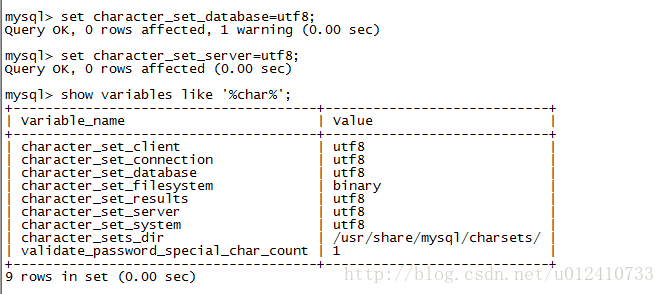 mysql> set character_set_database=utf8;
Query OK, 0 rows affected, 1 warning (0.00 sec)
mysql> set character_set_server=utf8;
Query OK, 0 rows affected (0.00 sec)
mysql> show variables like '%char%';
+--------------------------------------+----------------------------+
| Variable_name | Value |
+--------------------------------------+----------------------------+
| character_set_client | utf8 |
| character_set_connection | utf8 |
| character_set_database | utf8 |
| character_set_filesystem | binary |
| character_set_results | utf8 |
| character_set_server | utf8 |
| character_set_system | utf8 |
| character_sets_dir | /usr/share/mysql/charsets/ |
| validate_password_special_char_count | 1 |
+--------------------------------------+----------------------------+
9 rows in set (0.00 sec)
http://blog.csdn.net/u012410733